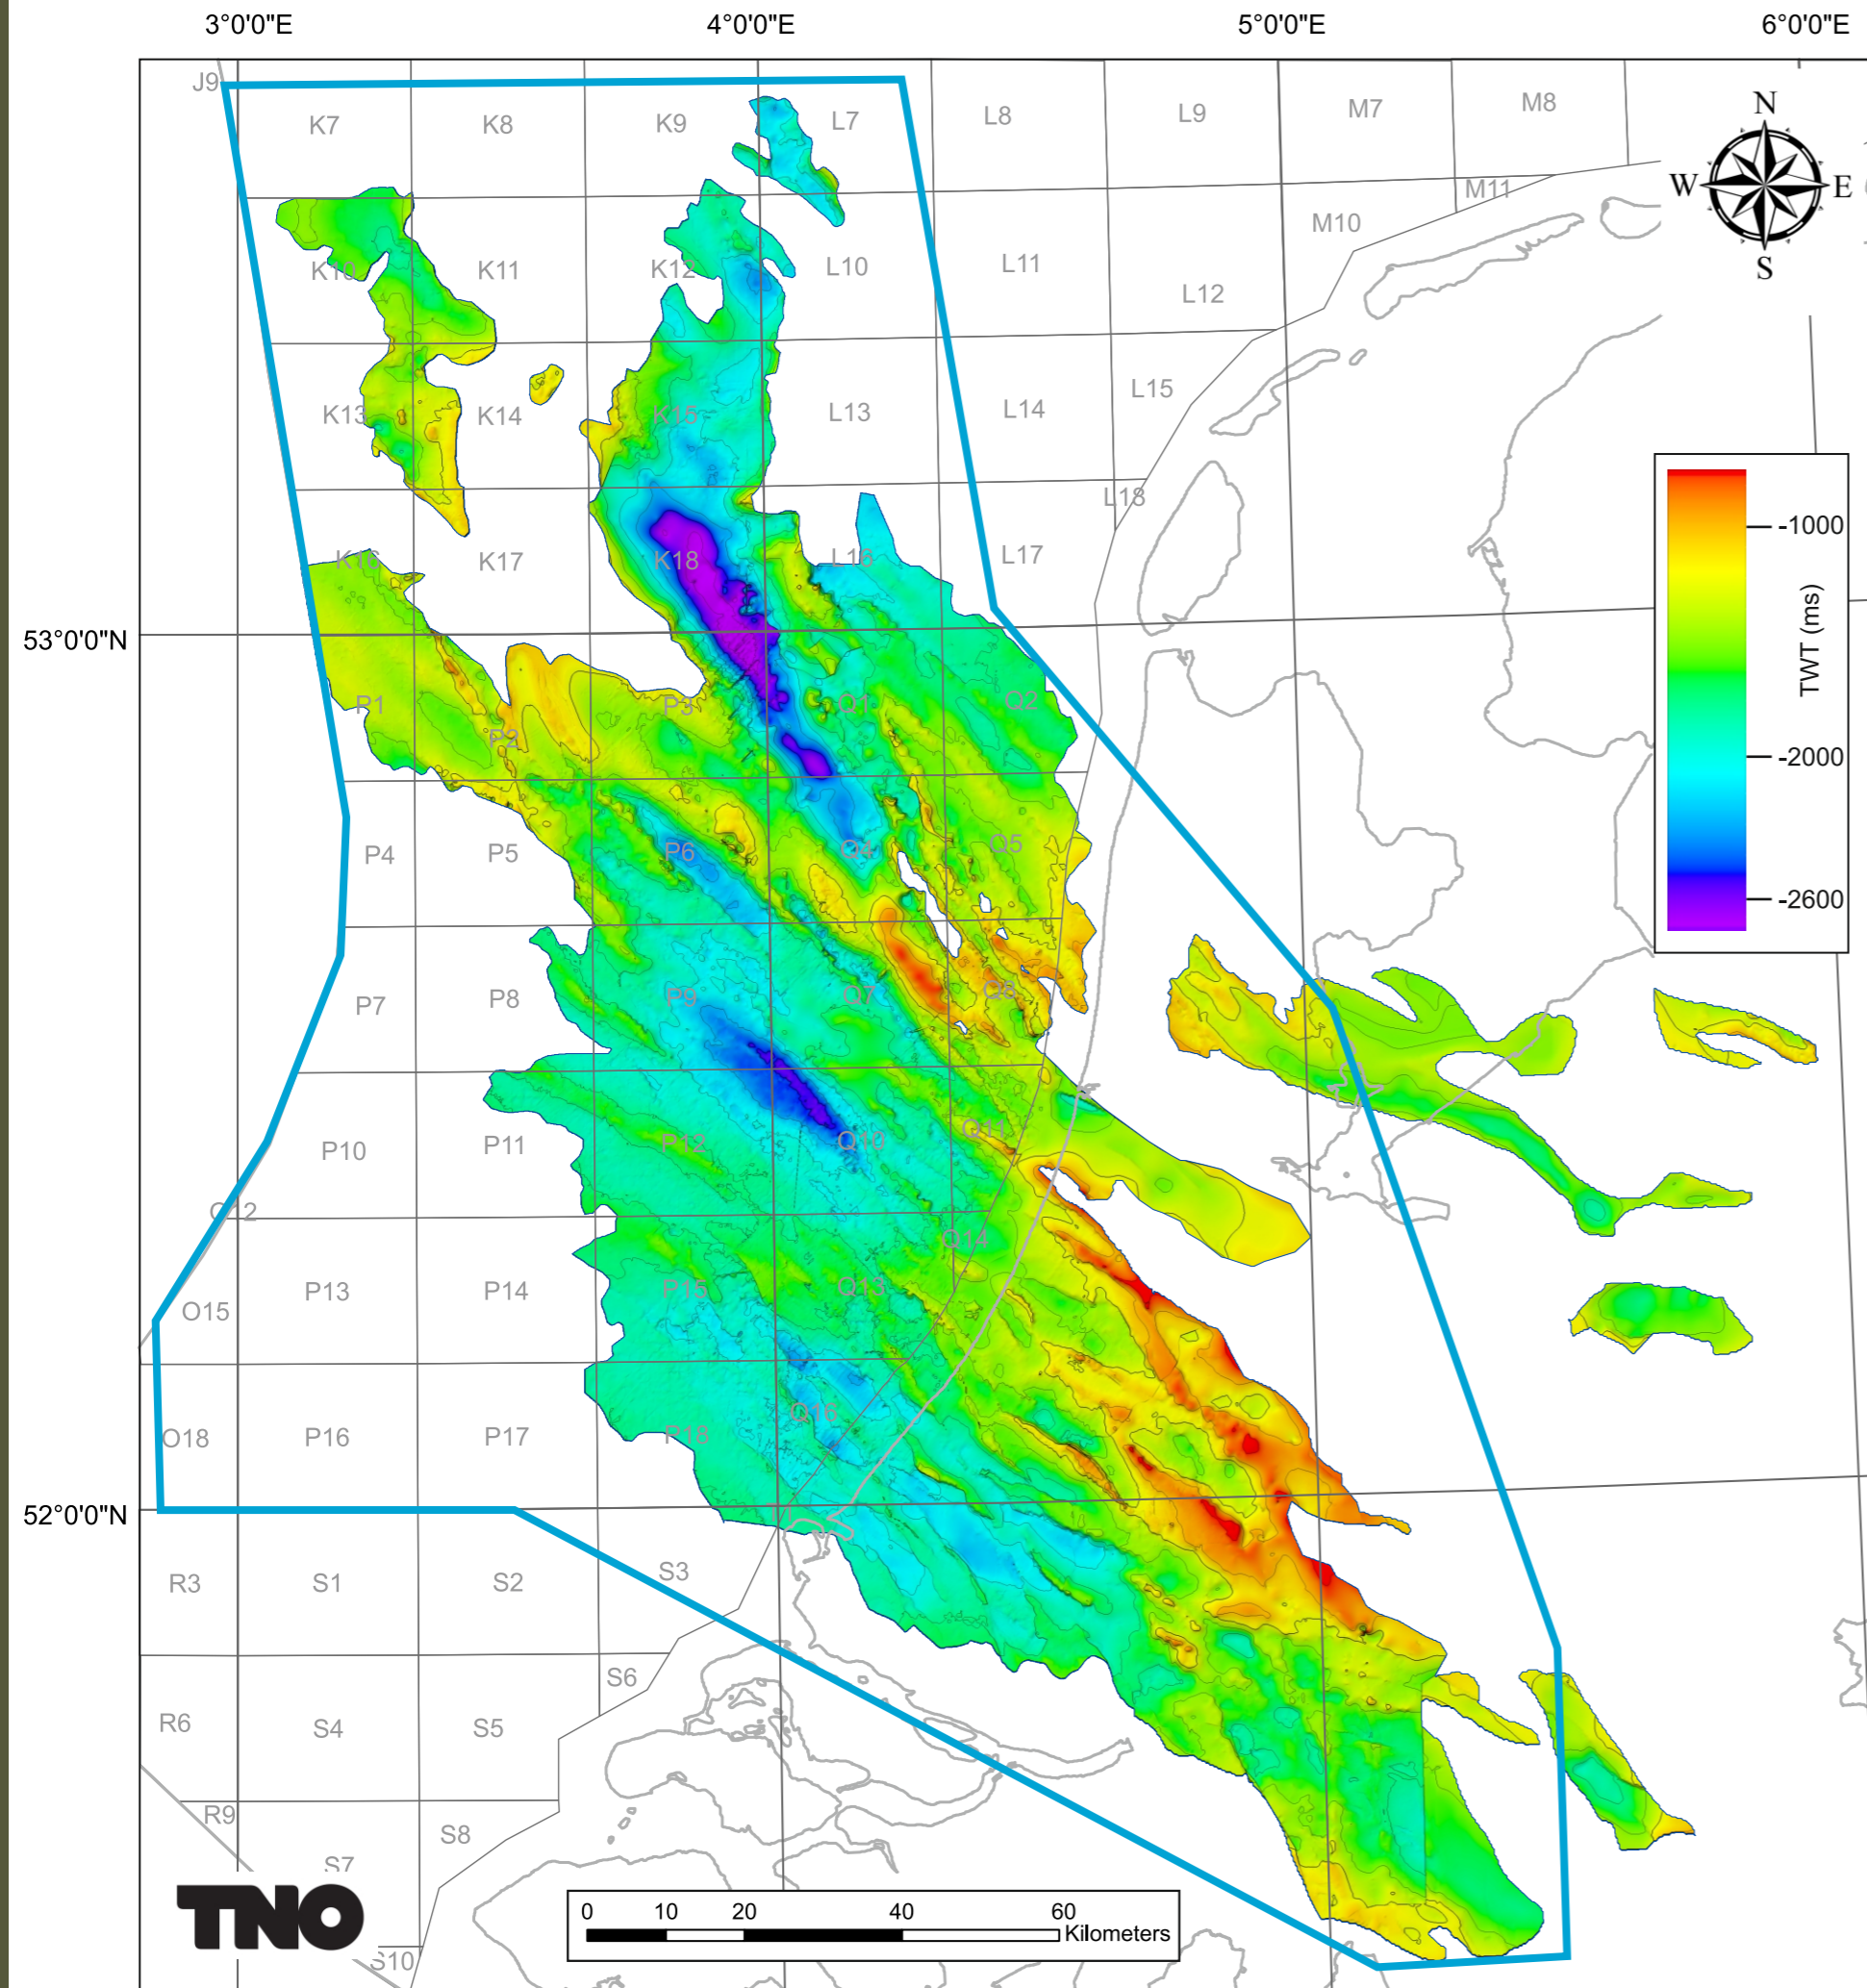 3°0'0"E 4°0'0"E 5°0'0"E 6°0'0"E
J9
K7 K8 K9 L7 L8 L9 M7 M8
N
W E
S
M11
M10
K10 K11 K12 L10 L11 L12
K13 K14 K15 L13 L14 L15
L18
K16 K17 K18 L16 L17
-1000
-2000
-2600
TWT (ms)
53°0'0"N
P1 P2 P3 Q1 Q2
P4 P5 P6 Q4 Q5
P7 P8 P9 Q7 Q8
P10 P11 P12 Q10 Q11
O12
O15 P13 P14 P15 Q13 Q14
O18 P16 P17 P18 Q16
52°0'0"N
R3 S1 S2 S3
R6 S4 S5 S6
R9 S7 S8
S10
TNO
0 10 20 40 60
Kilometers